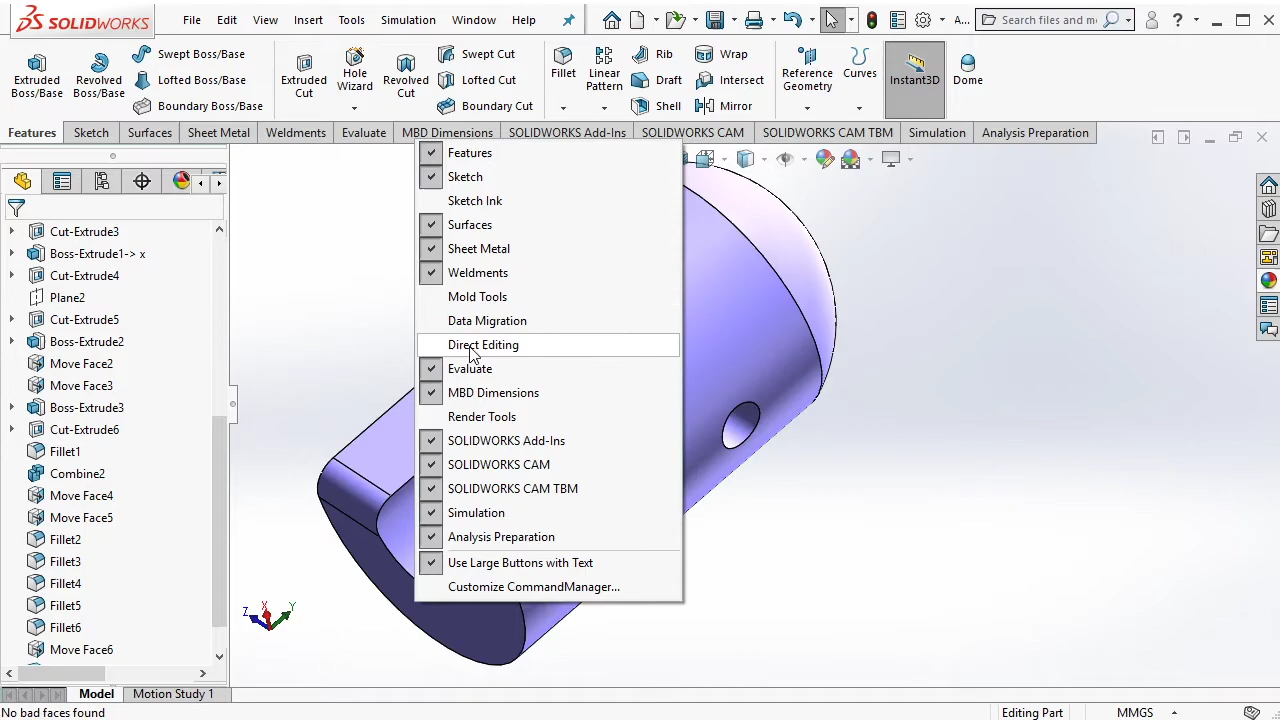 SOLIDWORKS
File Edit View Insert Tools Simulation Window Help
A...
Search files and m
Extruded Boss/Base
Revolved Boss/Base
Swept Boss/Base
Lofted Boss/Base
Boundary Boss/Base
Extruded Cut
Hole Wizard
Revolved Cut
Swept Cut
Lofted Cut
Boundary Cut
Fillet
Linear Pattern
Rib
Draft
Shell
Wrap
Intersect
Mirror
Reference Geometry
Curves
Instant3D
Dome
Features Sketch Surfaces Sheet Metal Weldments Evaluate MBD Dimensions SOLIDWORKS Add-Ins SOLIDWORKS CAM SOLIDWORKS CAM TBM Simulation Analysis Preparation
Cut-Extrude3
Boss-Extrude1-> x
Cut-Extrude4
Plane2
Cut-Extrude5
Boss-Extrude2
Move Face2
Move Face3
Boss-Extrude3
Cut-Extrude6
Fillet1
Combine2
Move Face4
Move Face5
Fillet2
Fillet3
Fillet4
Fillet5
Fillet6
Move Face6
Features
Sketch
Sketch Ink
Surfaces
Sheet Metal
Weldments
Mold Tools
Data Migration
Direct Editing
Evaluate
MBD Dimensions
Render Tools
SOLIDWORKS Add-Ins
SOLIDWORKS CAM
SOLIDWORKS CAM TBM
Simulation
Analysis Preparation
Use Large Buttons with Text
Customize CommandManager...
Z X Y
Model Motion Study 1
No bad faces found
Editing Part
MMGS